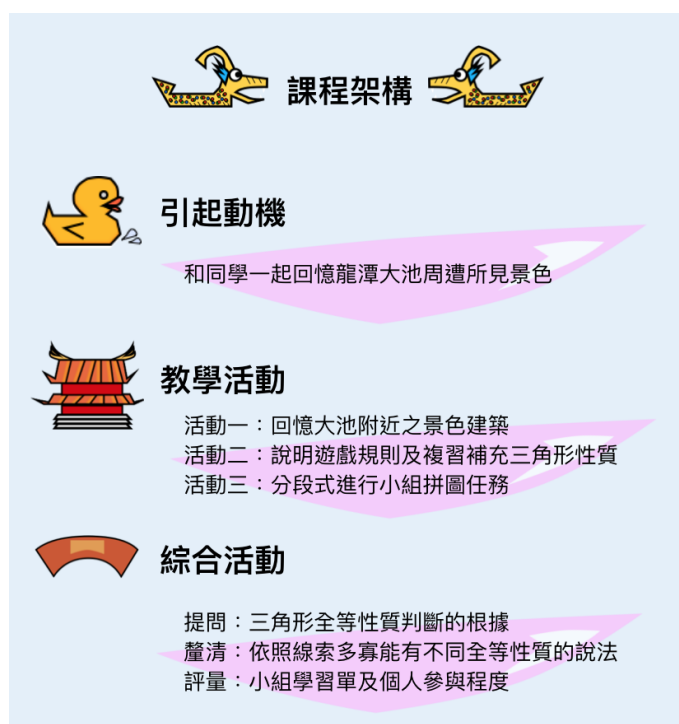 課程架構
引起動機
和同學一起回憶龍潭大池周遭所見景色
教學活動
活動一：回憶大池附近之景色建築
活動二：說明遊戲規則及複習補充三角形性質
活動三：分段式進行小組拼圖任務
綜合活動
提問：三角形全等性質判斷的根據
釐清：依照線索多寡能有不同全等性質的說法
評量：小組學習單及個人參與程度